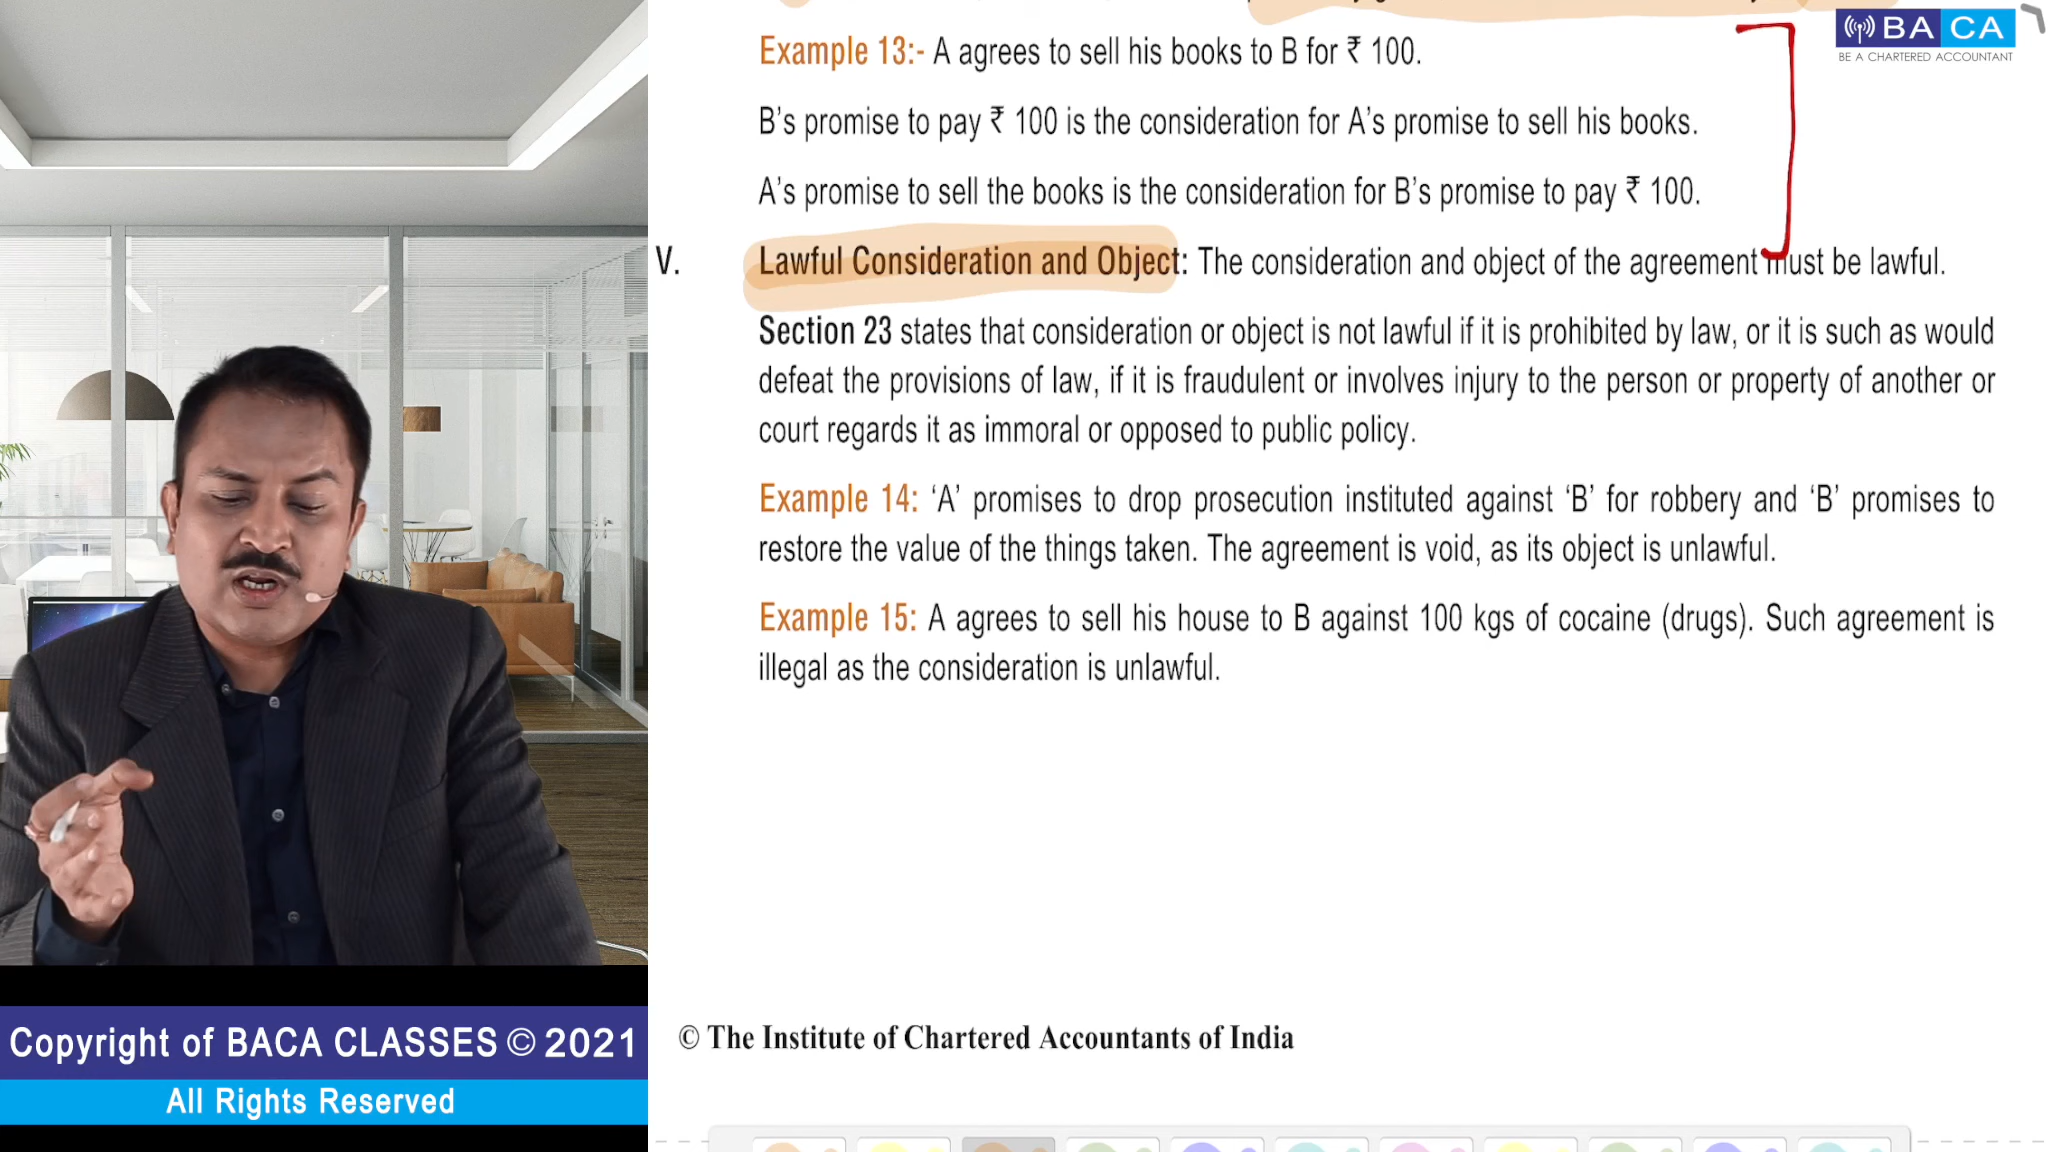 BACA
BE A CHARTERED ACCOUNTANT
Example 13:- A agrees to sell his books to B for ₹ 100.
B's promise to pay ₹ 100 is the consideration for A's promise to sell his books.
A's promise to sell the books is the consideration for B's promise to pay ₹ 100.
V. Lawful Consideration and Object: The consideration and object of the agreement must be lawful.
Section 23 states that consideration or object is not lawful if it is prohibited by law, or it is such as would
defeat the provisions of law, if it is fraudulent or involves injury to the person or property of another or
court regards it as immoral or opposed to public policy.
Example 14: 'A' promises to drop prosecution instituted against 'B' for robbery and 'B' promises to
restore the value of the things taken. The agreement is void, as its object is unlawful.
Example 15: A agrees to sell his house to B against 100 kgs of cocaine (drugs). Such agreement is
illegal as the consideration is unlawful.
© The Institute of Chartered Accountants of India
Copyright of BACA CLASSES © 2021
All Rights Reserved